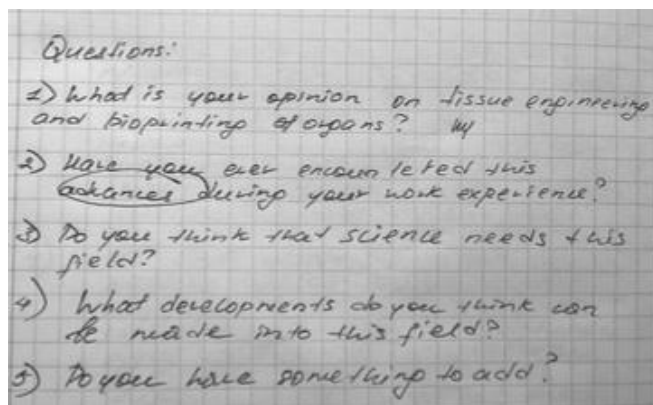 Questions:
1) What is your opinion on tissue engineering
and bioprinting of organs?
2) Have you ever encountered this
advances during your work experience?
3) Do you think that science needs this
field?
4) What developments do you think can
be made into this field?
5) Do you have something to add?